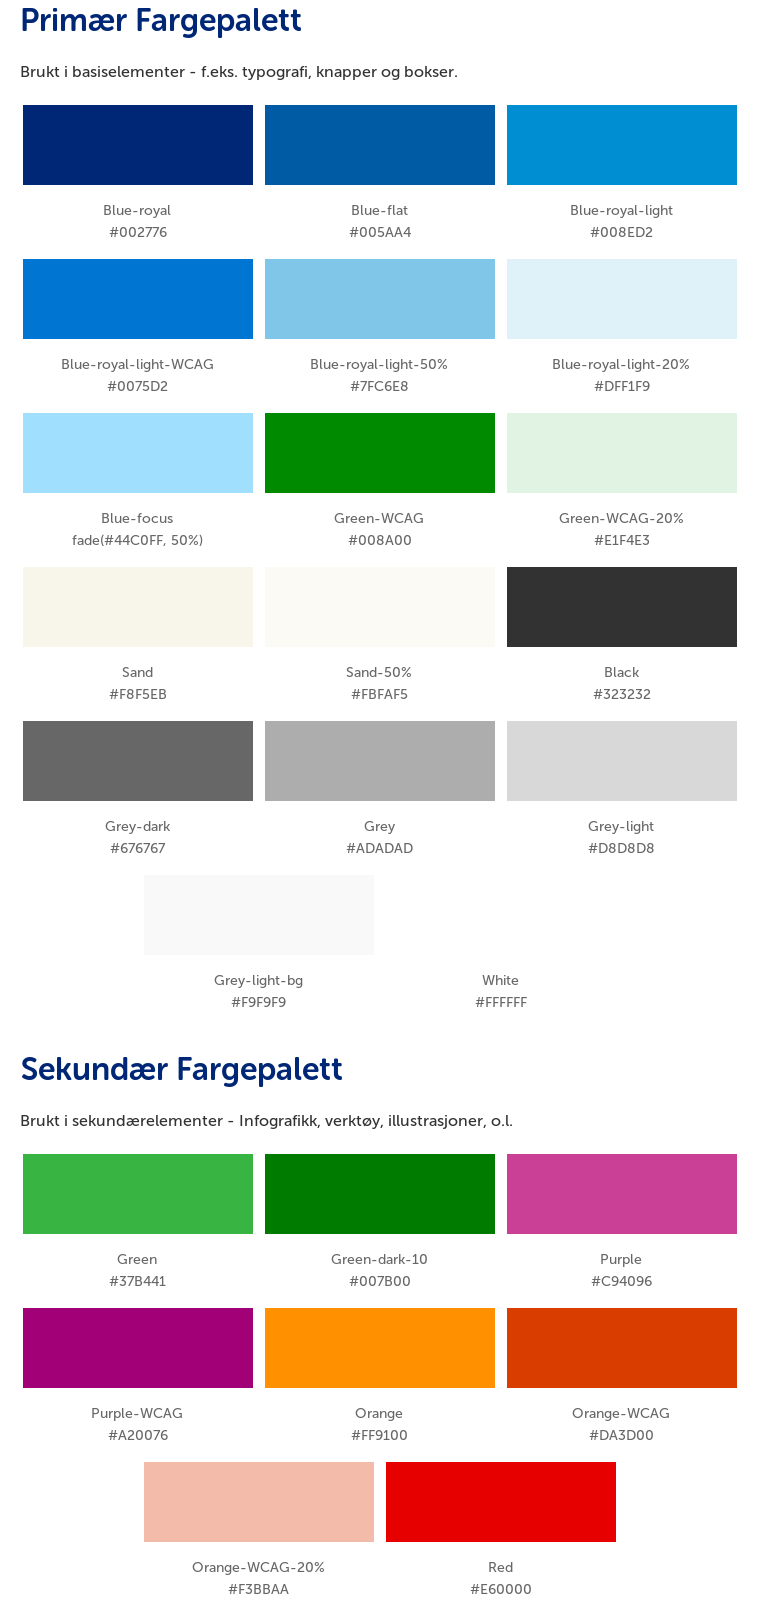 Primær Fargepalett
Brukt i basiselementer - f.eks. typografi, knapper og bokser.
Blue-royal
#002776
Blue-flat
#005AA4
Blue-royal-light
#008ED2
Blue-royal-light-WCAG
#0075D2
Blue-royal-light-50%
#7FC6E8
Blue-royal-light-20%
#DFF1F9
Blue-focus
fade(#44C0FF, 50%)
Green-WCAG
#008A00
Green-WCAG-20%
#E1F4E3
Sand
#F8F5EB
Sand-50%
#FBFAF5
Black
#323232
Grey-dark
#676767
Grey
#ADADAD
Grey-light
#D8D8D8
Grey-light-bg
#F9F9F9
White
#FFFFFF
Sekundær Fargepalett
Brukt i sekundærelementer - Infografikk, verktøy, illustrasjoner, o.l.
Green
#37B441
Green-dark-10
#007B00
Purple
#C94096
Purple-WCAG
#A20076
Orange
#FF9100
Orange-WCAG
#DA3D00
Orange-WCAG-20%
#F3BBAA
Red
#E60000